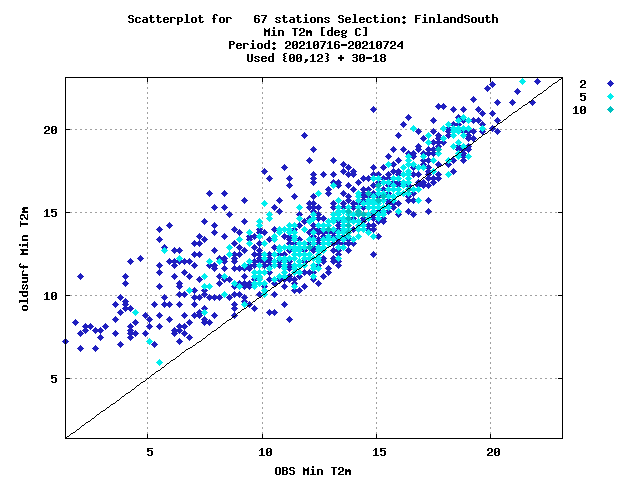 Scatterplot for   67 stations Selection: FinlandSouth
Min T2m [deg C]
Period: 20210716-20210724
Used {00,12} + 30-18
2
5
10
20
15
10
5
oldsurf Min T2m
5 10 15 20
OBS Min T2m